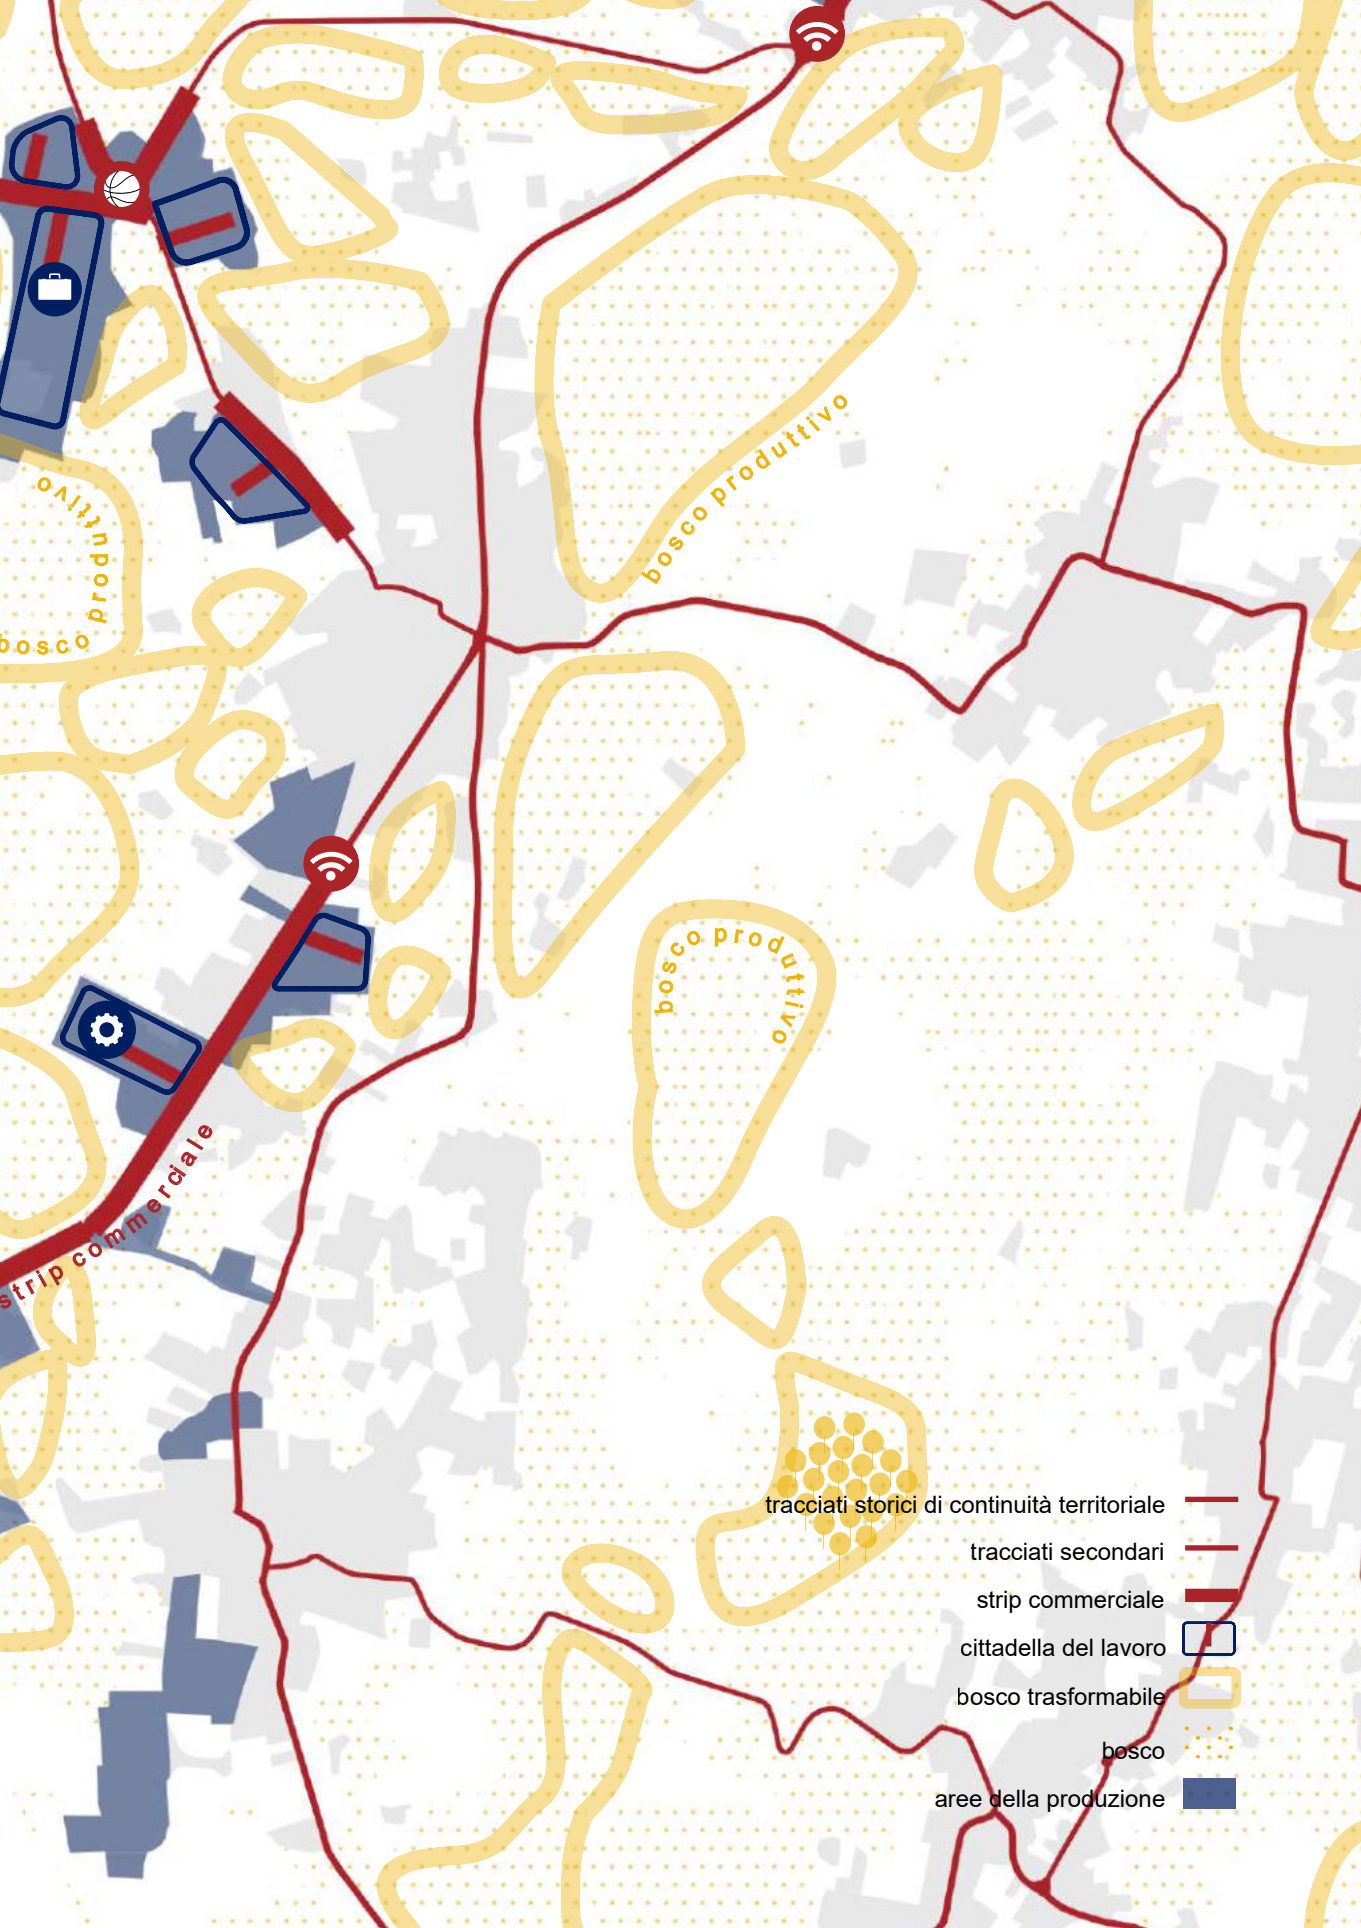 bosco produttivo
bosco produttivo
bosco produttivo
strip commerciale
tracciati storici di continuità territoriale
tracciati secondari
strip commerciale
cittadella del lavoro
bosco trasformabile
bosco
aree della produzione